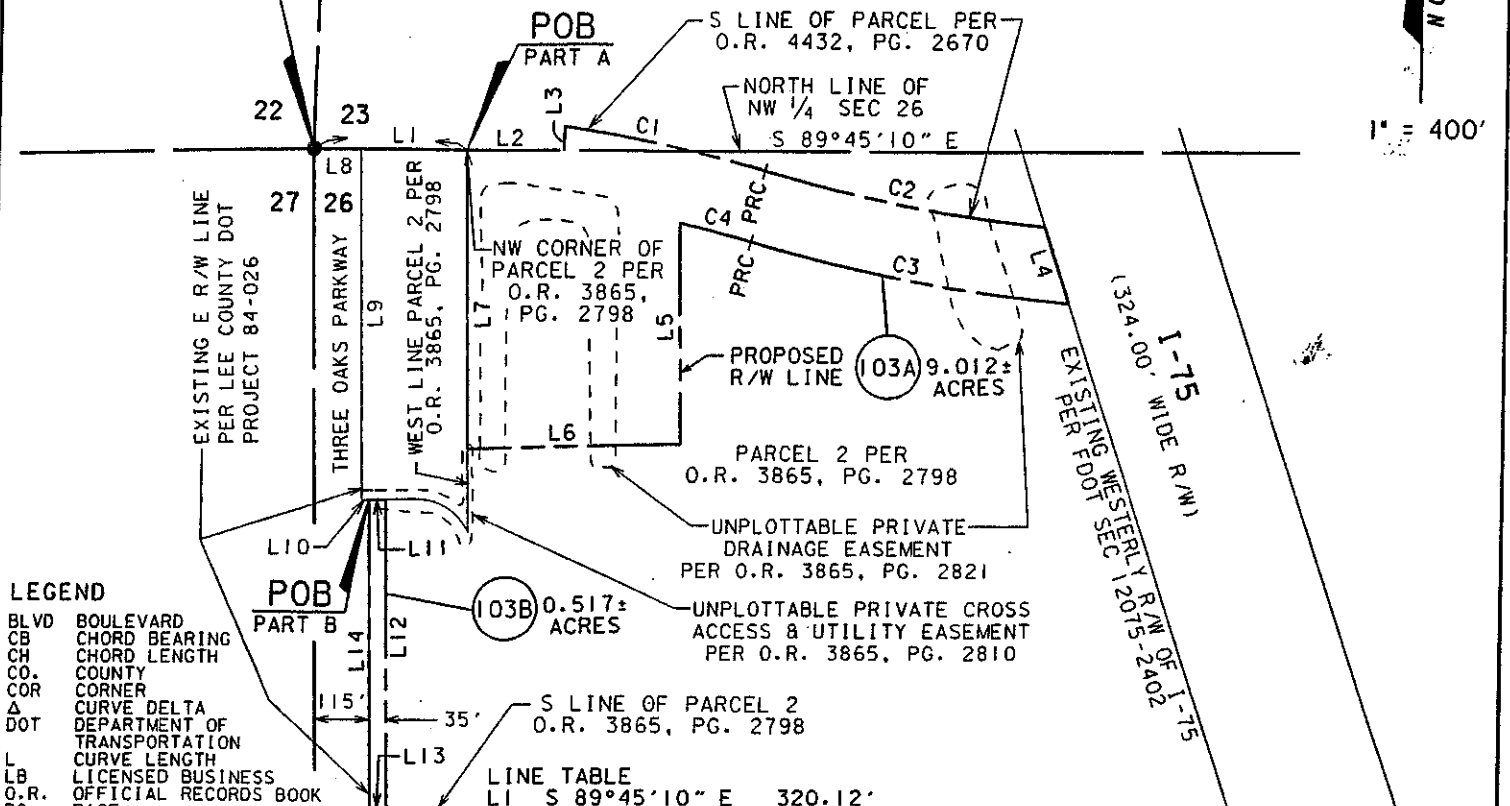 POB
PART A
S LINE OF PARCEL PER
O.R. 4432, PG. 2670
NORTH LINE OF
NW 1/4 SEC 26
S 89°45'10" E
1" = 400'
22
23
27
26
L1
L2
L3
C1
C2
L8
PRC
C4
PRC
C3
L4
EXISTING E R/W LINE
PER LEE COUNTY DOT
PROJECT 84-026
THREE OAKS PARKWAY
L9
WEST LINE PARCEL 2 PER
O.R. 3865, PG. 2798
NW CORNER OF
PARCEL 2 PER
O.R. 3865,
PG. 2798
L7
L5
L6
PROPOSED
R/W LINE
103A
9.012±
ACRES
I-75
(324.00' WIDE R/W)
EXISTING WESTERLY R/W OF I-75
PER FDOT SEC 12075-2402
PARCEL 2 PER
O.R. 3865, PG. 2798
UNPLOTTABLE PRIVATE
DRAINAGE EASEMENT
PER O.R. 3865, PG. 2821
L10
L11
POB
PART B
103B
0.517±
ACRES
UNPLOTTABLE PRIVATE CROSS
ACCESS & UTILITY EASEMENT
PER O.R. 3865, PG. 2810
L14
L12
115'
35'
L13
S LINE OF PARCEL 2
O.R. 3865, PG. 2798
LEGEND
BLVD BOULEVARD
CB CHORD BEARING
CH CHORD LENGTH
CO. COUNTY
COR CORNER
Δ CURVE DELTA
DOT DEPARTMENT OF
TRANSPORTATION
L CURVE LENGTH
LB LICENSED BUSINESS
O.R. OFFICIAL RECORDS BOOK
LINE TABLE
L1 S 89°45'10" E 320.12'